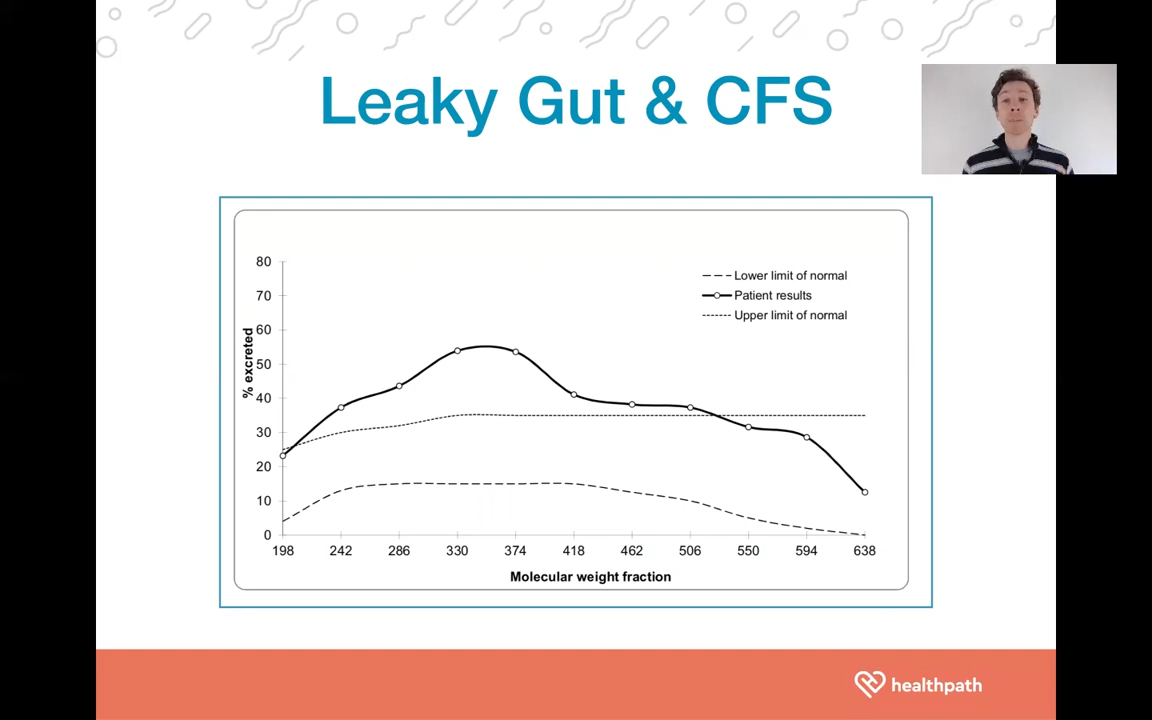 Leaky Gut & CFS
80
70
60
50
40
30
20
10
0
% excreted
Lower limit of normal
Patient results
Upper limit of normal
198 242 286 330 374 418 462 506 550 594 638
Molecular weight fraction
healthpath